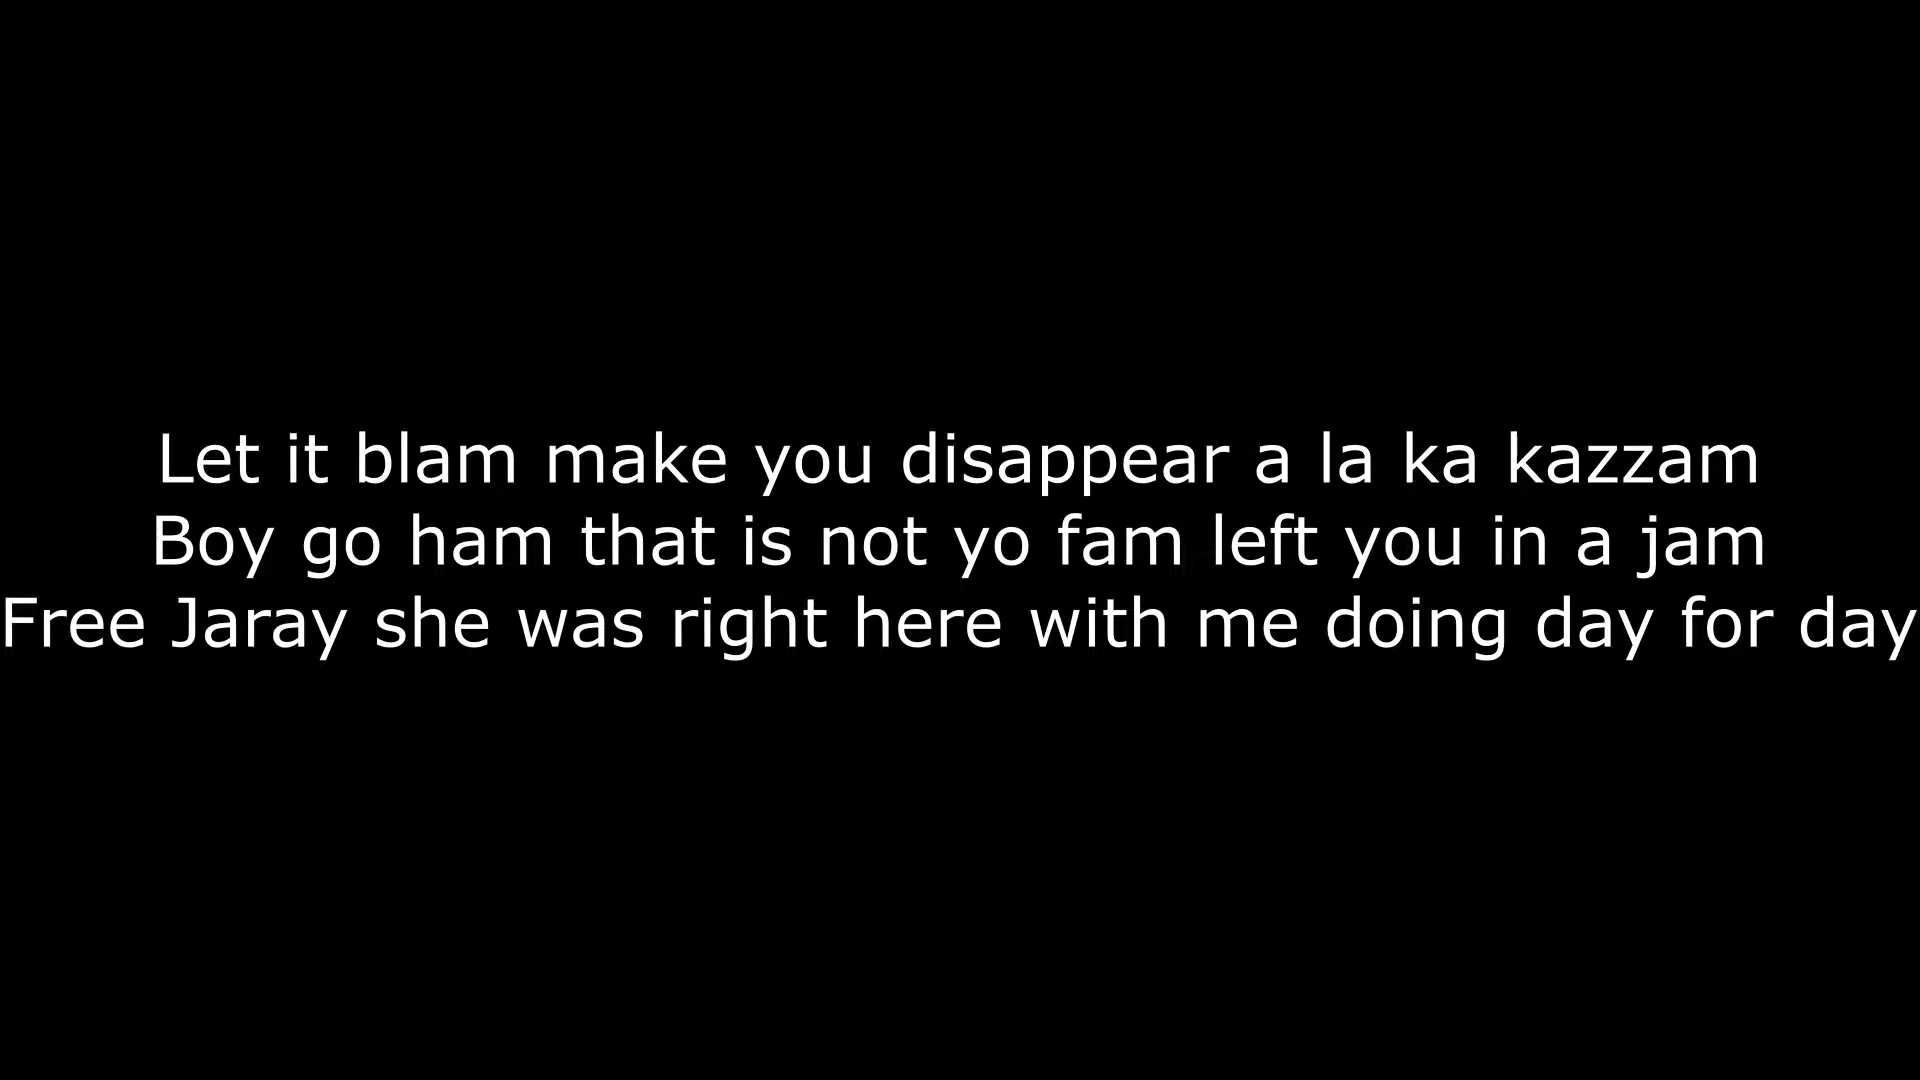 Let it blam make you disappear a la ka kazzam
Boy go ham that is not yo fam left you in a jam
Free Jaray she was right here with me doing day for day